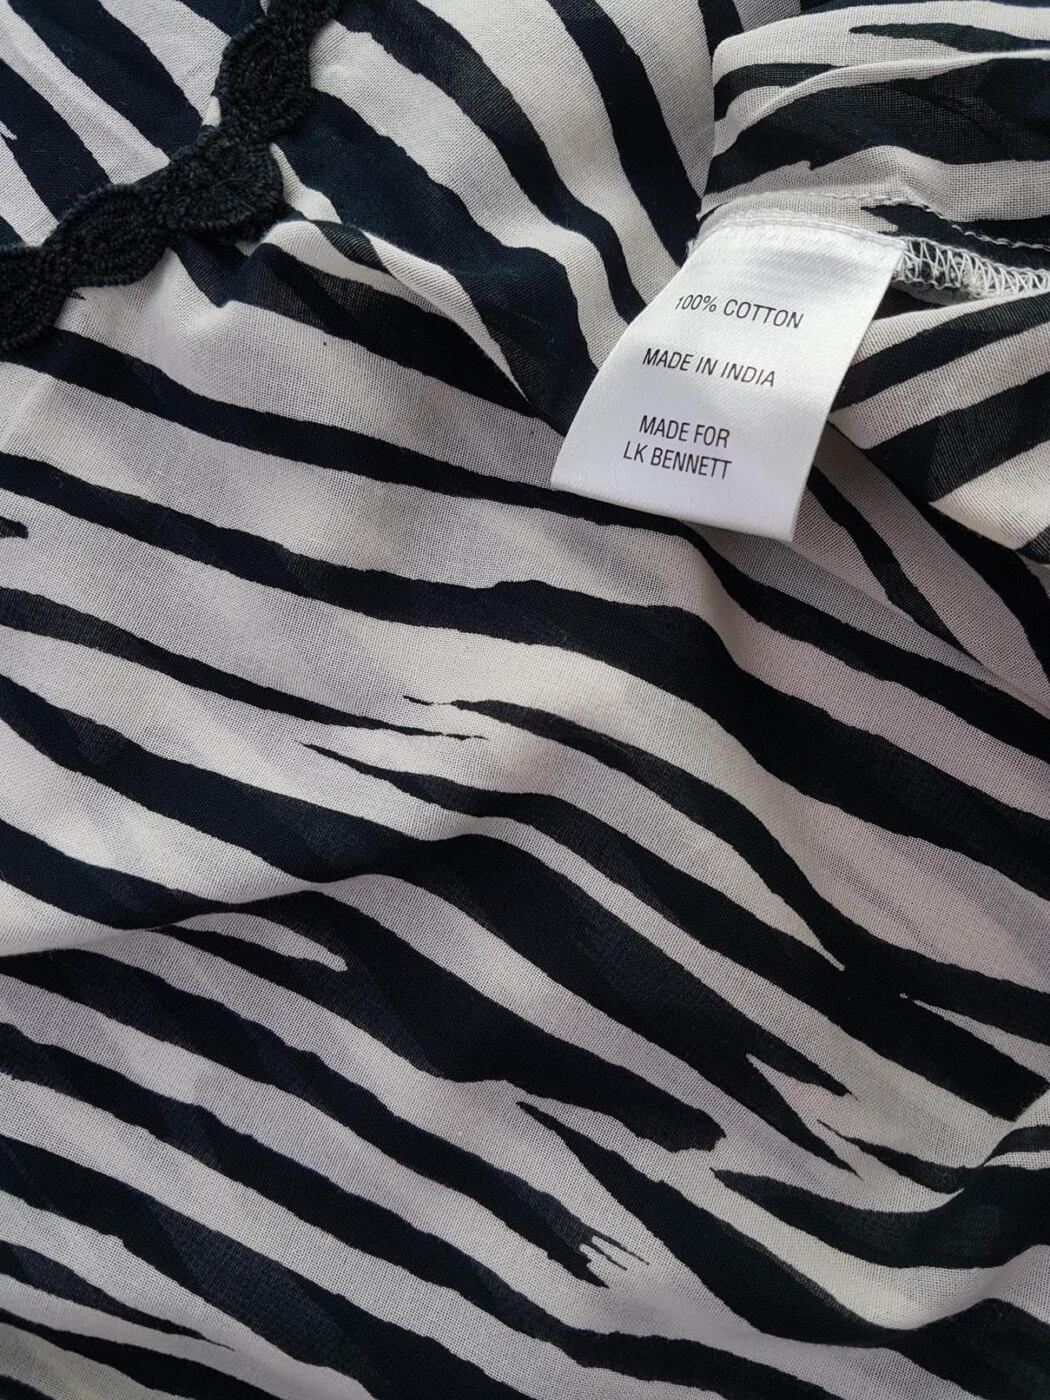 100% COTTON
MADE IN INDIA
MADE FOR
LK BENNETT